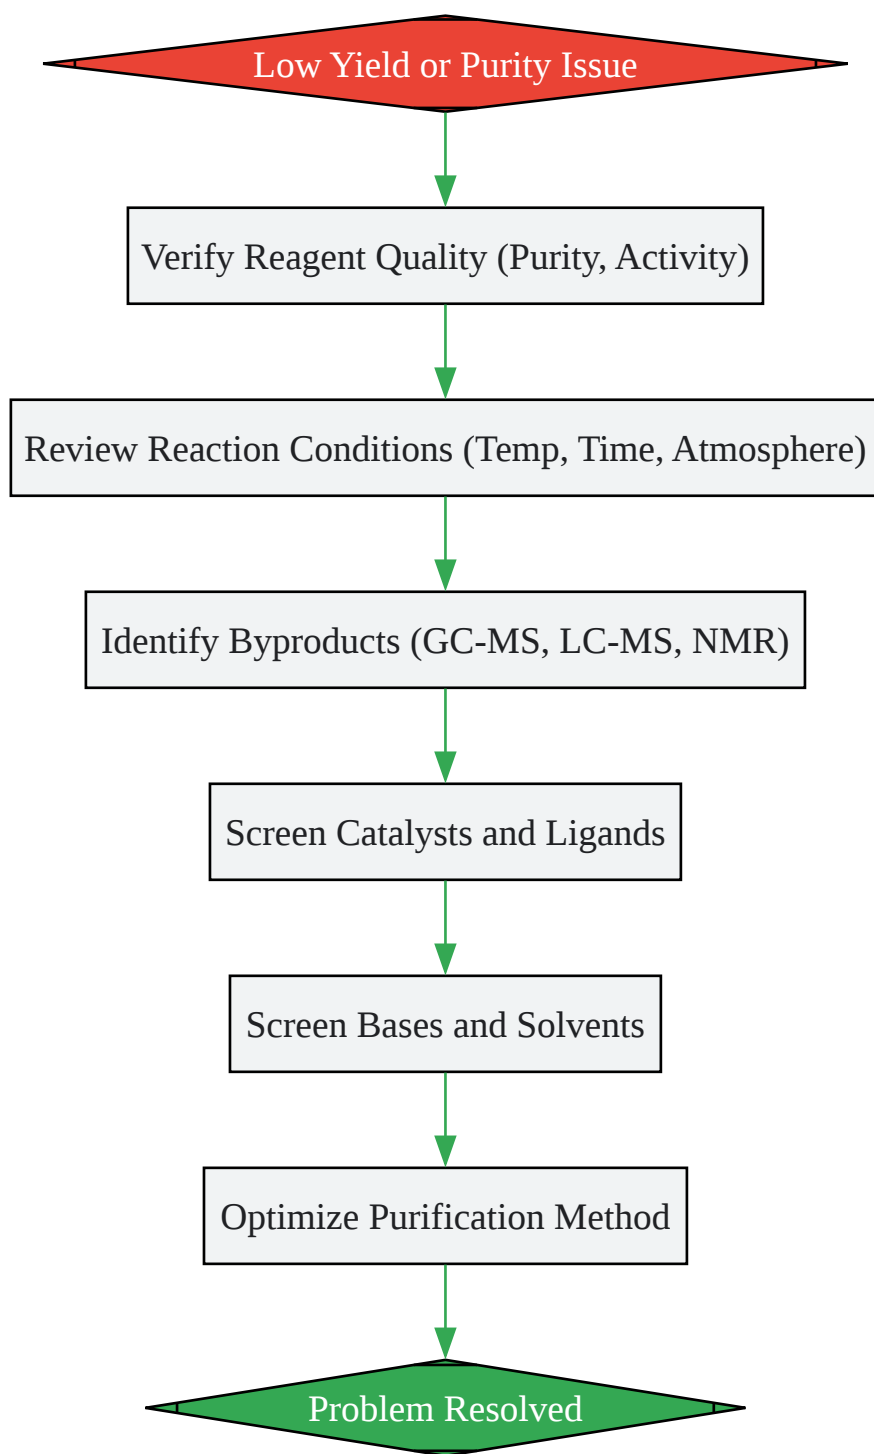 Low Yield or Purity Issue
Verify Reagent Quality (Purity, Activity)
Review Reaction Conditions (Temp, Time, Atmosphere)
Identify Byproducts (GC-MS, LC-MS, NMR)
Screen Catalysts and Ligands
Screen Bases and Solvents
Optimize Purification Method
Problem Resolved